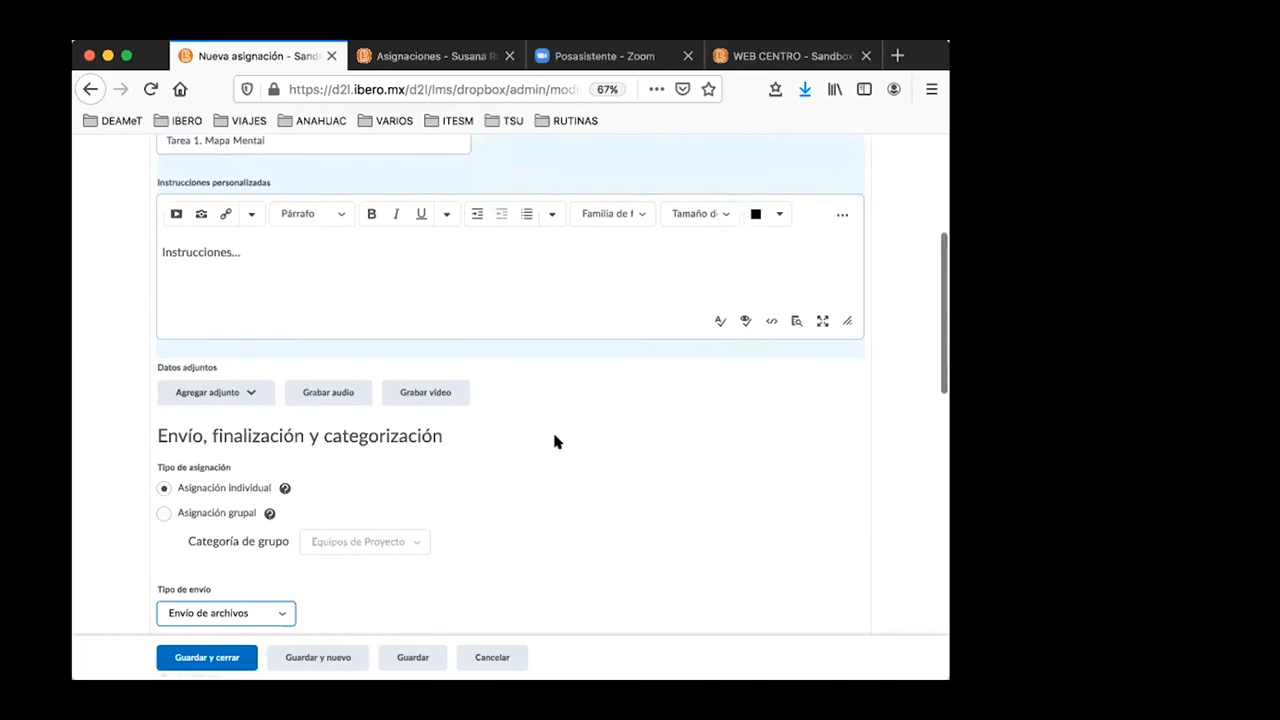 Nueva asignación - Sand
Asignaciones - Susana R
Posasistente - Zoom
WEB CENTRO - Sandbox
https://d2l.ibero.mx/d2l/lms/dropbox/admin/mod
67%
DEAMeT
IBERO
VIAJES
ANAHUAC
VARIOS
ITESM
TSU
RUTINAS
Tarea 1. Mapa Mental
Instrucciones personalizadas
Párrafo
B I U
Familia de f
Tamaño d
Instrucciones...
Datos adjuntos
Agregar adjunto
Grabar audio
Grabar video
Envío, finalización y categorización
Tipo de asignación
Asignación individual
Asignación grupal
Categoría de grupo
Equipos de Proyecto
Tipo de envío
Envío de archivos
Guardar y cerrar
Guardar y nuevo
Guardar
Cancelar